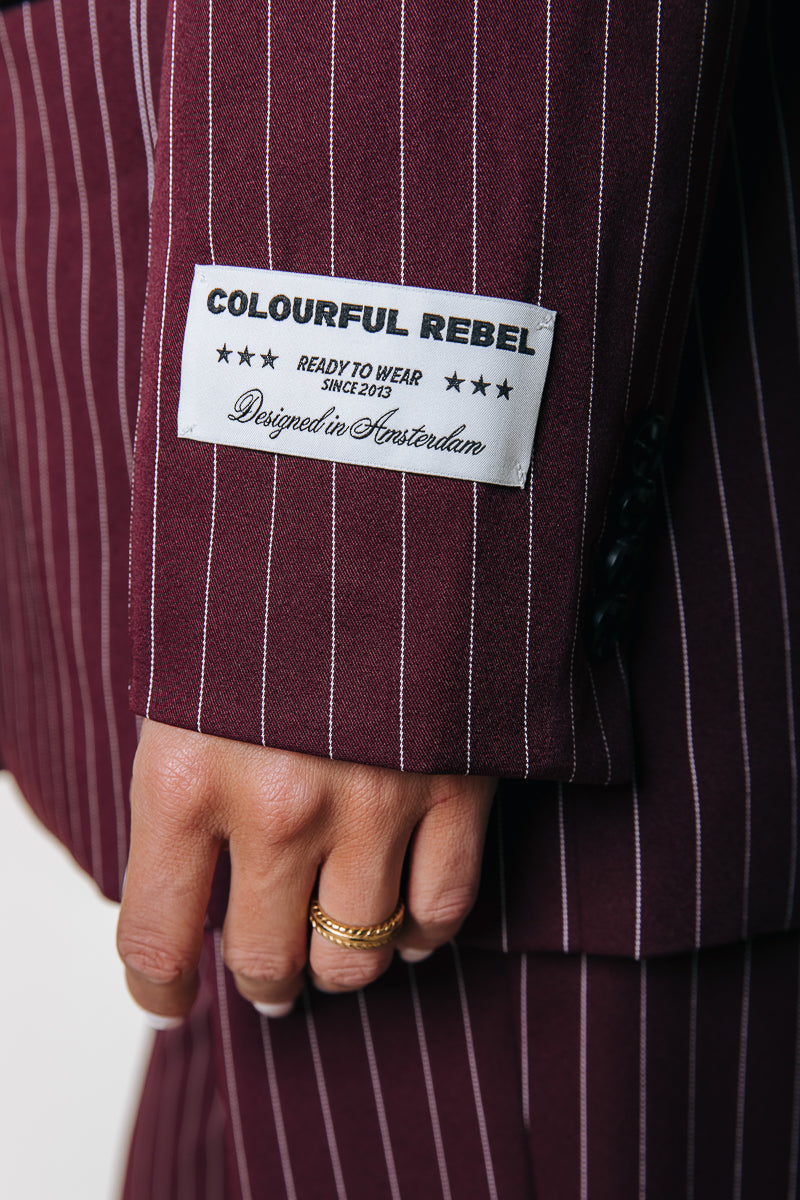 COLOURFUL REBEL
★★★ READY TO WEAR ★★★
SINCE 2013
Designed in Amsterdam